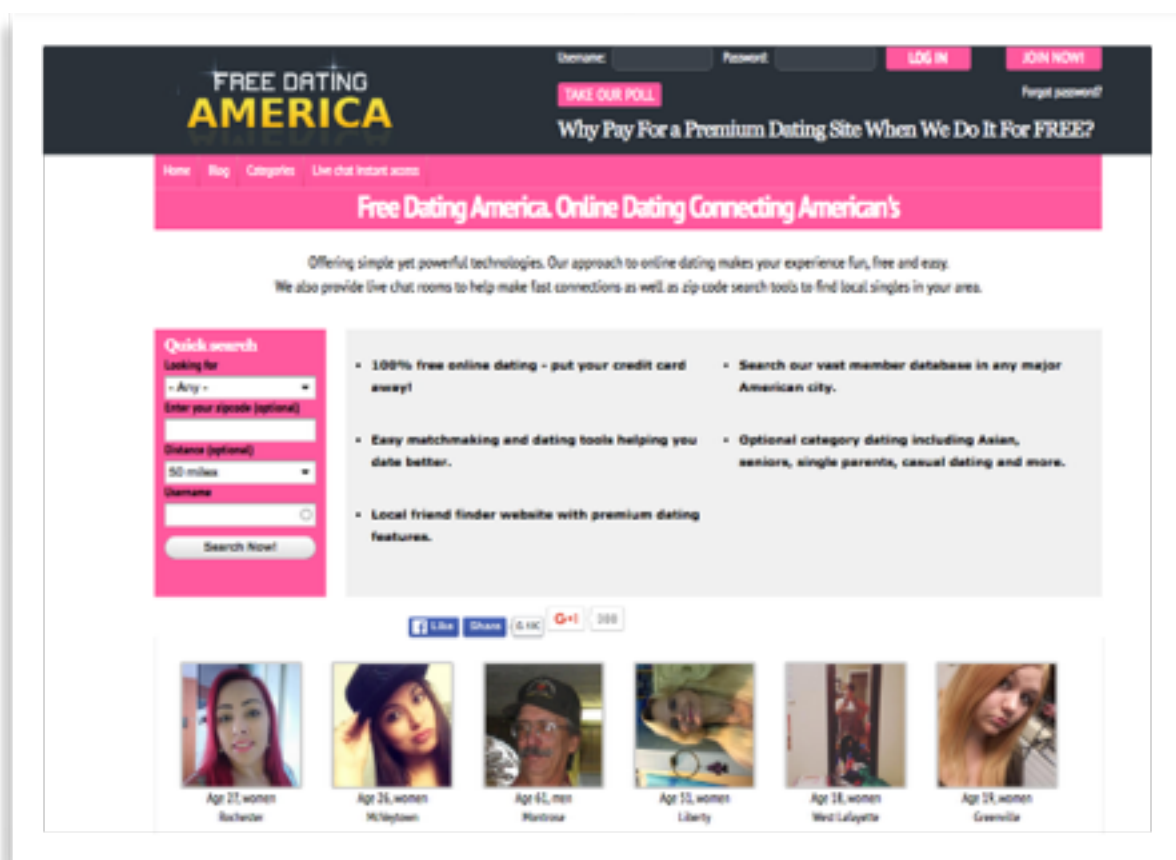 FREE DATING
AMERICA
Username: Password: LOG IN JOIN NOW!
TAKE OUR POLL Forgot password?
Why Pay For a Premium Dating Site When We Do It For FREE?
Home Blog Categories Live chat instant access
Free Dating America. Online Dating Connecting American's
Offering simple yet powerful technologies. Our approach to online dating makes your experience fun, free and easy.
We also provide live chat rooms to help make fast connections as well as zip code search tools to find local singles in your area.
Quick search
Looking for
- Any -
Enter your zipcode (optional)
Distance (optional)
50 miles
Username
Search Now!
• 100% free online dating - put your credit card
away!
• Easy matchmaking and dating tools helping you
date better.
• Local friend finder website with premium dating
features.
• Search our vast member database in any major
American city.
• Optional category dating including Asian,
seniors, single parents, casual dating and more.
Like Share G+1
Age 27, women
Rochester
Age 26, women
Age 61, men
Montrose
Age 31, women
Liberty
Age 18, women
West Lafayette
Age 19, women
Greenville